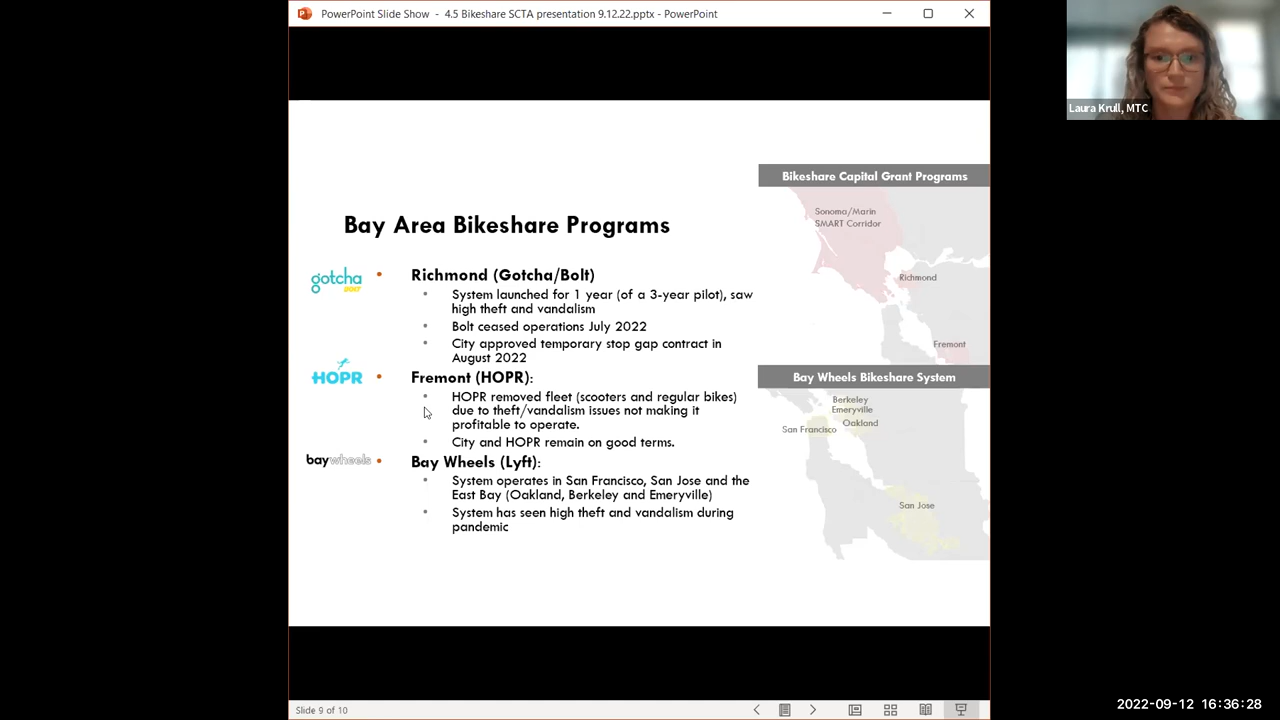 PowerPoint Slide Show - 4.5 Bikeshare SCTA presentation 9.12.22.pptx - PowerPoint
Laura Krull, MTC
Bay Area Bikeshare Programs
gotcha
BOLT
• Richmond (Gotcha/Bolt)
• System launched for 1 year (of a 3-year pilot), saw
high theft and vandalism
• Bolt ceased operations July 2022
• City approved temporary stop gap contract in
August 2022
HOPR
• Fremont (HOPR):
• HOPR removed fleet (scooters and regular bikes)
due to theft/vandalism issues not making it
profitable to operate.
• City and HOPR remain on good terms.
baywheels
• Bay Wheels (Lyft):
• System operates in San Francisco, San Jose and the
East Bay (Oakland, Berkeley and Emeryville)
• System has seen high theft and vandalism during
pandemic
Bikeshare Capital Grant Programs
Sonoma/Marin
SMART Corridor
Richmond
Fremont
Bay Wheels Bikeshare System
Berkeley
Emeryville
Oakland
San Francisco
San Jose
Slide 9 of 10
2022-09-12 16:36:28